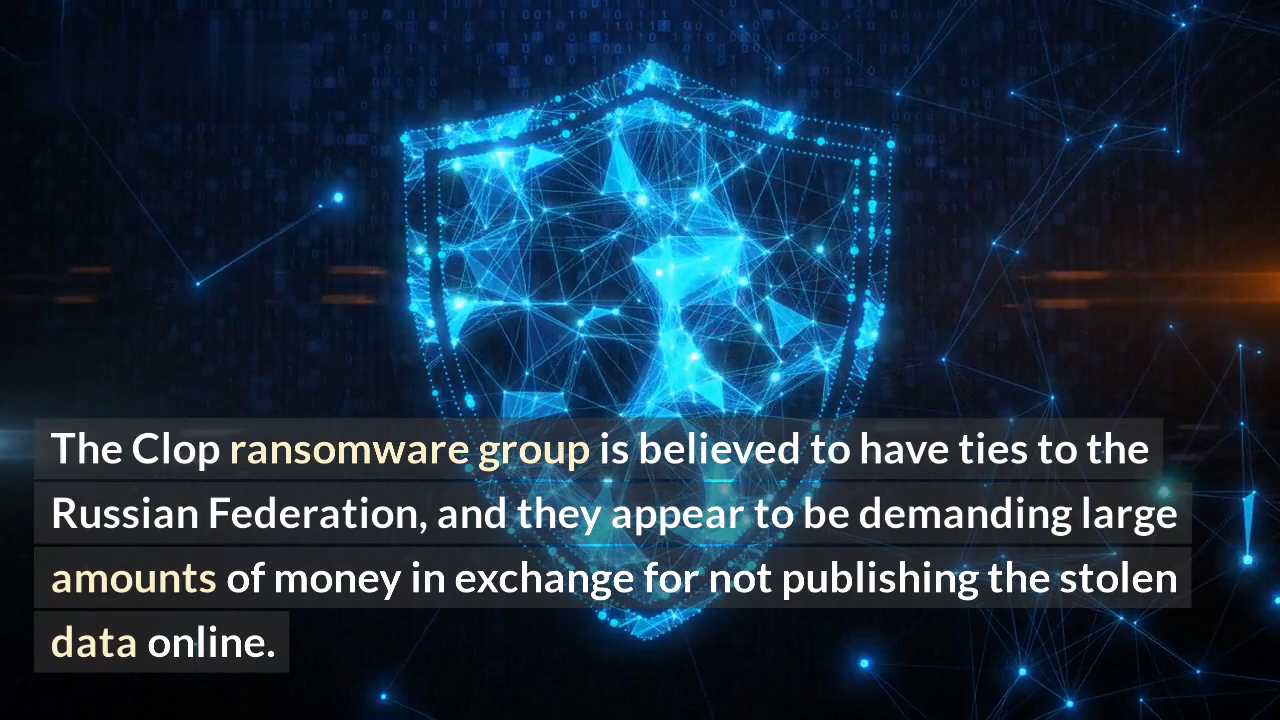 The Clop ransomware group is believed to have ties to the
Russian Federation, and they appear to be demanding large
amounts of money in exchange for not publishing the stolen
data online.